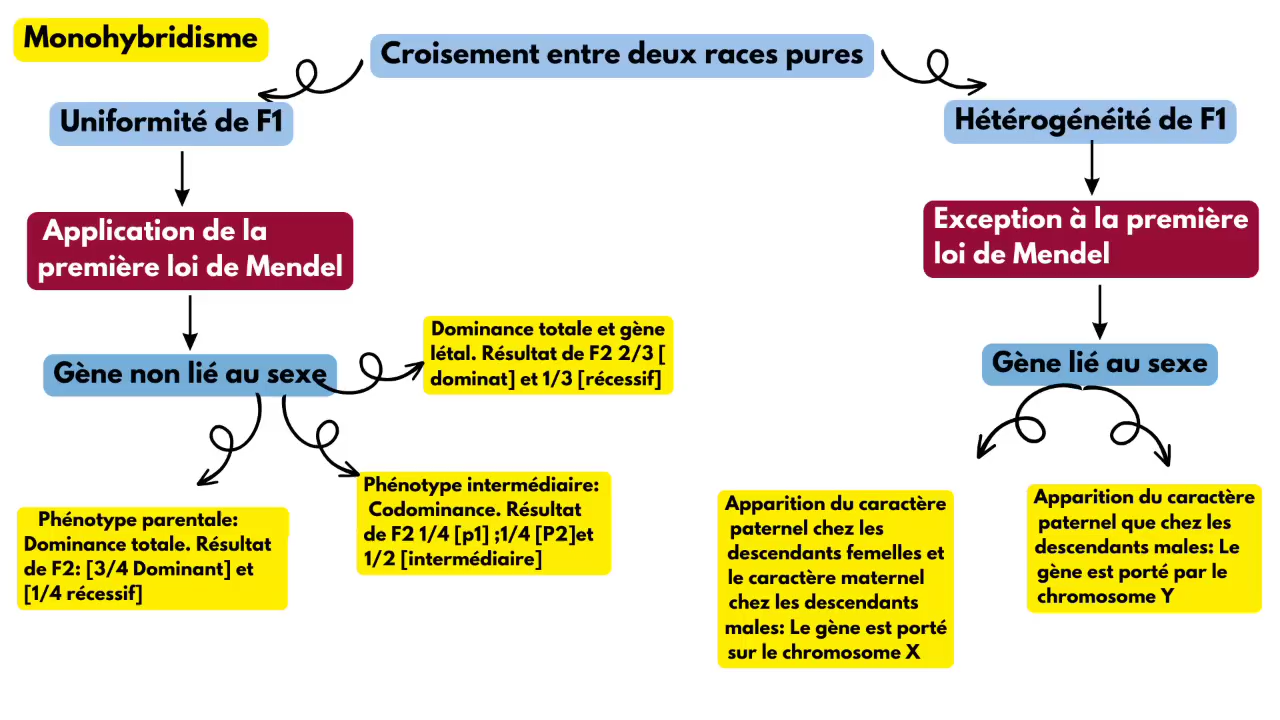 Monohybridisme
Croisement entre deux races pures
Uniformité de F1
Hétérogénéité de F1
Application de la
première loi de Mendel
Exception à la première
loi de Mendel
Gène non lié au sexe
Dominance totale et gène
létal. Résultat de F2 2/3 [
dominat] et 1/3 [récessif]
Gène lié au sexe
Phénotype parentale:
Dominance totale. Résultat
de F2: [3/4 Dominant] et
[1/4 récessif]
Phénotype intermédiaire:
Codominance. Résultat
de F2 1/4 [p1] ;1/4 [P2]et
1/2 [intermédiaire]
Apparition du caractère
paternel chez les
descendants femelles et
le caractère maternel
chez les descendants
males: Le gène est porté
sur le chromosome X
Apparition du caractère
paternel que chez les
descendants males: Le
gène est porté par le
chromosome Y